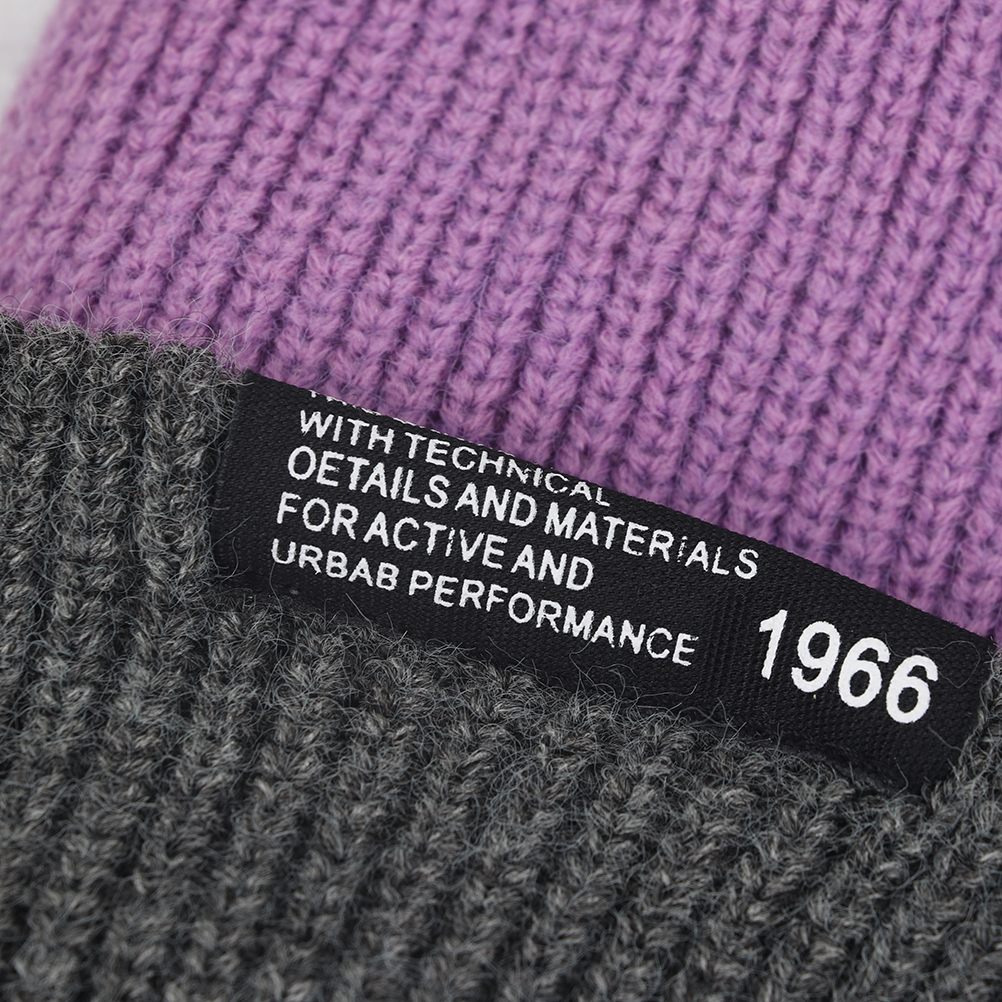 WITH TECHNICAL
OETAILS AND MATERIALS
FOR ACTIVE AND
URBAB PERFORMANCE
1966